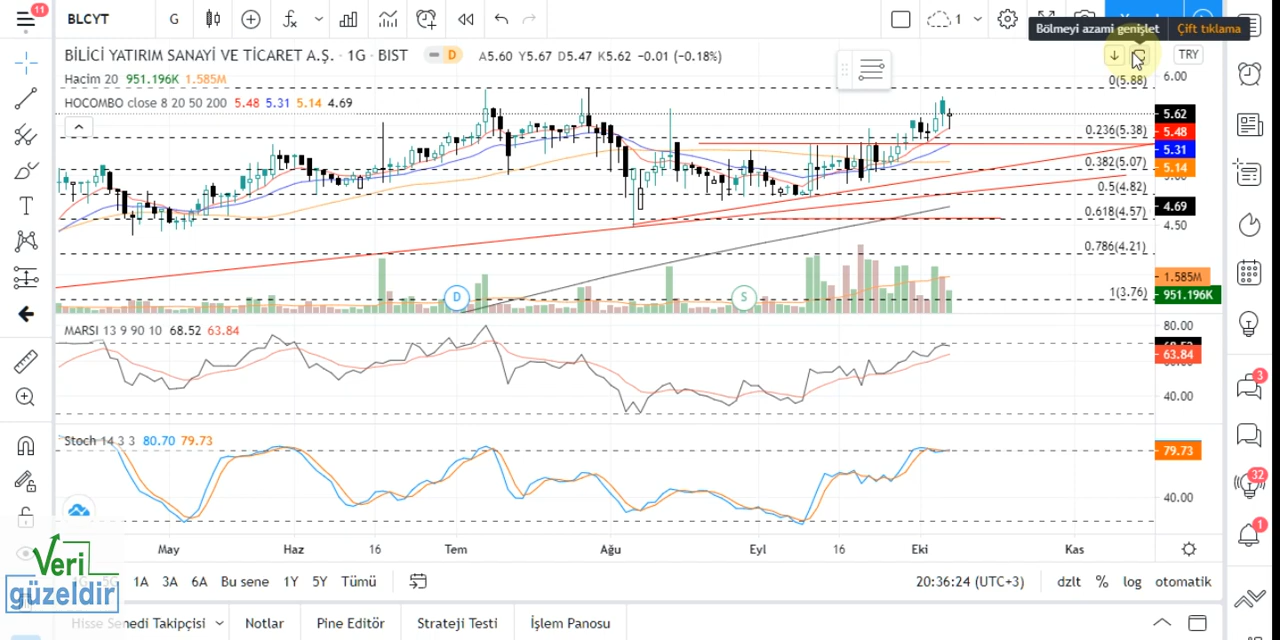 11
BLCYT G 1
Bölmeyi azami genişlet Çift tıklama
BİLİCİ YATIRIM SANAYİ VE TİCARET A.Ş. · 1G · BIST D A5.60 Y5.67 D5.47 K5.62 −0.01 (−0.18%)
TRY
Hacim 20 951.196K 1.585M
HOCOMBO close 8 20 50 200 5.48 5.31 5.14 4.69
6.00
0(5.88)
5.62
5.48
0.236(5.38)
5.31
0.382(5.07)
5.14
0.5(4.82)
4.69
0.618(4.57)
4.50
0.786(4.21)
1.585M
1(3.76)
951.196K
D
S
MARSI 13 9 90 10 68.52 63.84
80.00
63.84
40.00
Stoch 14 3 3 80.70 79.73
79.73
40.00
May Haz 16 Tem Ağu Eyl 16 Eki Kas
1A 3A 6A Bu sene 1Y 5Y Tümü
20:36:24 (UTC+3) dzlt % log otomatik
Veri
güzeldir
Hisse Senedi Takipçisi Notlar Pine Editör Strateji Testi İşlem Panosu
3
32
1